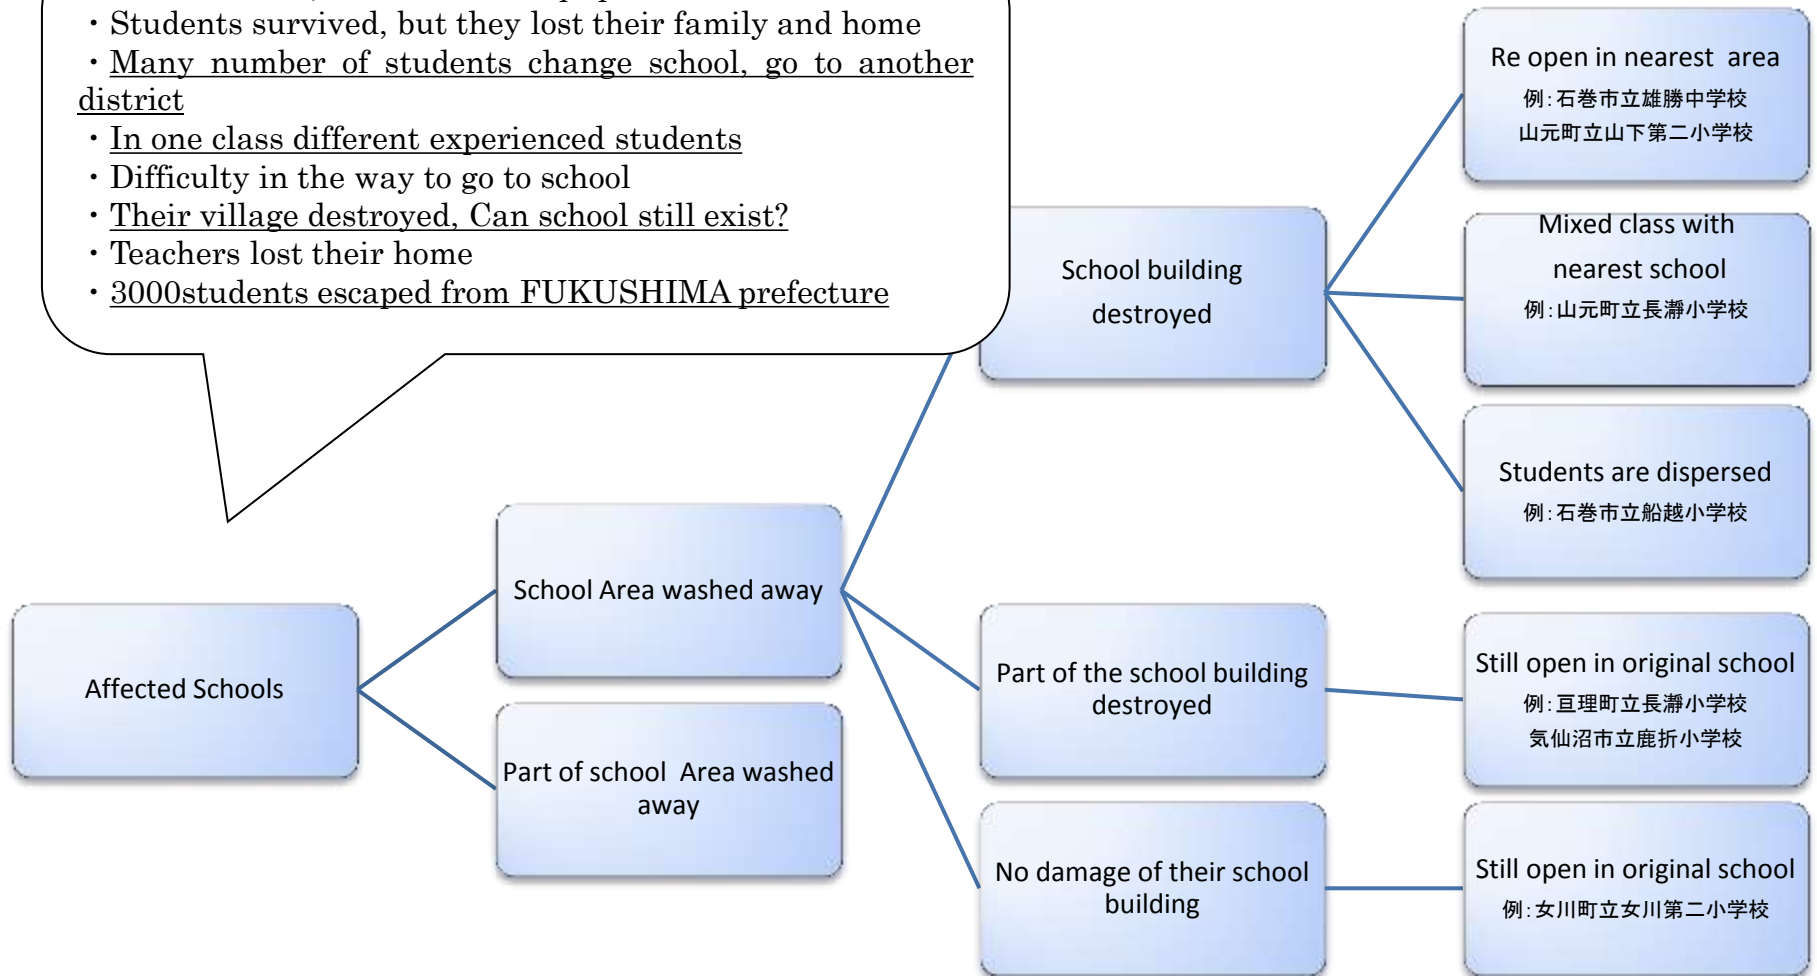 ・Students survived, but they lost their family and home
・Many number of students change school, go to another
district
・In one class different experienced students
・Difficulty in the way to go to school
・Their village destroyed, Can school still exist?
・Teachers lost their home
・3000students escaped from FUKUSHIMA prefecture
Affected Schools
School Area washed away
Part of school Area washed
away
School building
destroyed
Part of the school building
destroyed
No damage of their school
building
Re open in nearest area
例：石巻市立雄勝中学校
山元町立山下第二小学校
Mixed class with
nearest school
例：山元町立長瀞小学校
Students are dispersed
例：石巻市立船越小学校
Still open in original school
例：亘理町立長瀞小学校
気仙沼市立鹿折小学校
Still open in original school
例：女川町立女川第二小学校